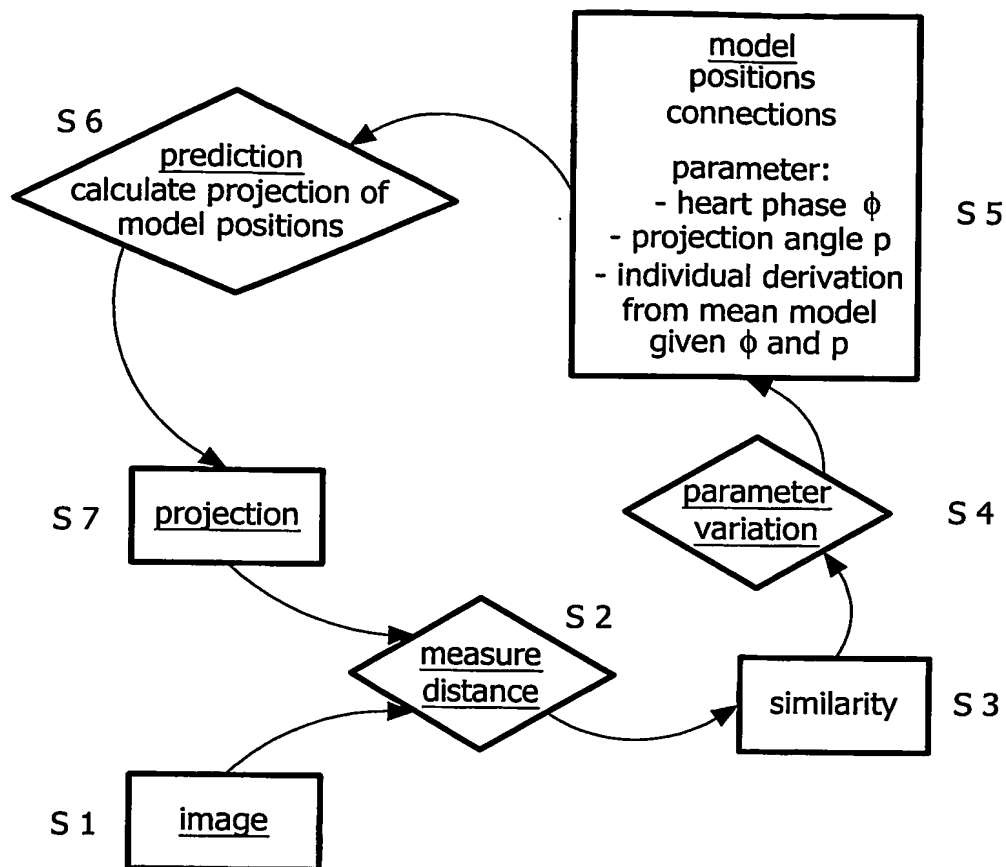 model
positions
connections
parameter:
- heart phase ϕ
- projection angle p
- individual derivation
from mean model
given ϕ and p
S 5
S 6
prediction
calculate projection of
model positions
S 7
projection
parameter
variation
S 4
S 2
measure
distance
similarity
S 3
S 1
image